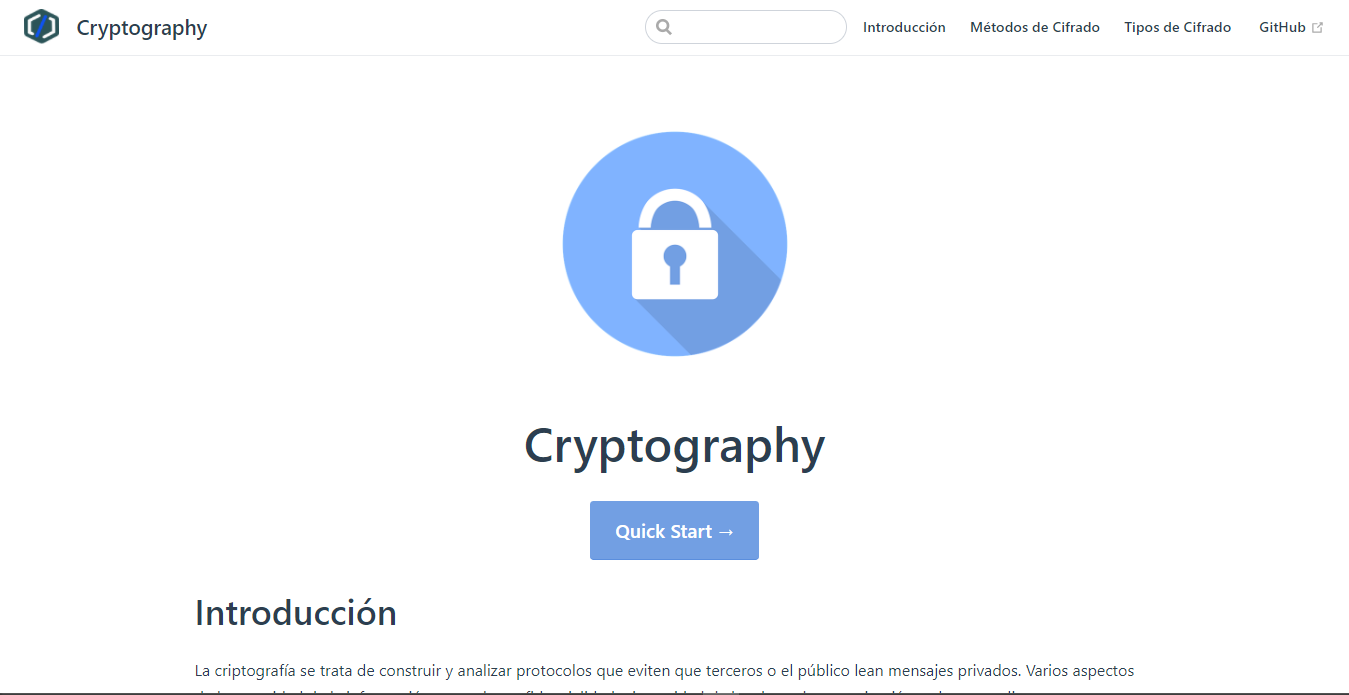 Cryptography
Introducción Métodos de Cifrado Tipos de Cifrado GitHub
Cryptography
Quick Start →
Introducción
La criptografía se trata de construir y analizar protocolos que eviten que terceros o el público lean mensajes privados. Varios aspectos